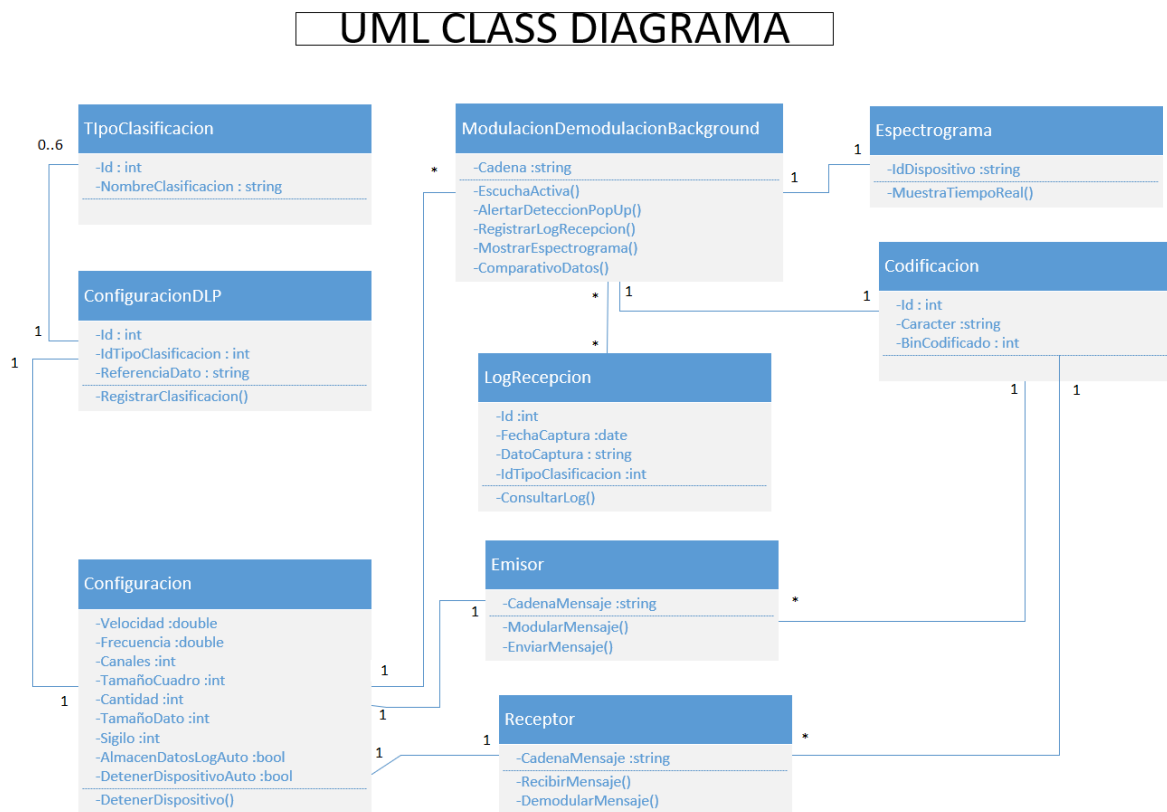 UML CLASS DIAGRAMA
TIpoClasificacion
-Id : int
-NombreClasificacion : string
0..6
1
ConfiguracionDLP
-Id : int
-IdTipoClasificacion : int
-ReferenciaDato : string
-RegistrarClasificacion()
1
1
Configuracion
-Velocidad :double
-Frecuencia :double
-Canales :int
-TamañoCuadro :int
-Cantidad :int
-TamañoDato :int
-Sigilo :int
-AlmacenDatosLogAuto :bool
-DetenerDispositivoAuto :bool
-DetenerDispositivo()
1
1
1
*
ModulacionDemodulacionBackground
-Cadena :string
-EscuchaActiva()
-AlertarDeteccionPopUp()
-RegistrarLogRecepcion()
-MostrarEspectrograma()
-ComparativoDatos()
1
1
*
*
1
1
LogRecepcion
-Id :int
-FechaCaptura :date
-DatoCaptura : string
-IdTipoClasificacion :int
-ConsultarLog()
Emisor
-CadenaMensaje :string
-ModularMensaje()
-EnviarMensaje()
1
*
Receptor
-CadenaMensaje :string
-RecibirMensaje()
-DemodularMensaje()
1
*
Espectrograma
-IdDispositivo :string
-MuestraTiempoReal()
Codificacion
-Id : int
-Caracter :string
-BinCodificado : int
1
1